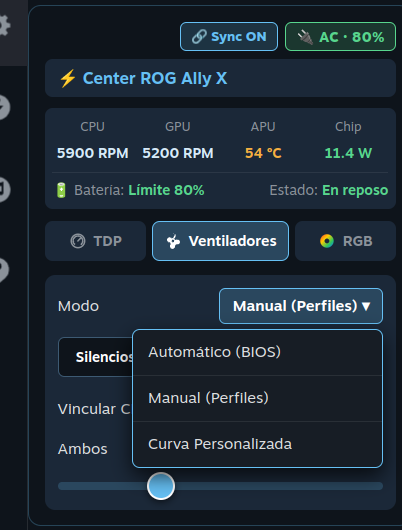 🔗 Sync ON
🔌 AC · 80%
⚡ Center ROG Ally X
CPU GPU APU Chip
5900 RPM 5200 RPM 54 °C 11.4 W
🔋 Batería: Límite 80% Estado: En reposo
TDP Ventiladores RGB
Modo Manual (Perfiles) ▾
Automático (BIOS)
Silencios
Manual (Perfiles)
Vincular C
Curva Personalizada
Ambos